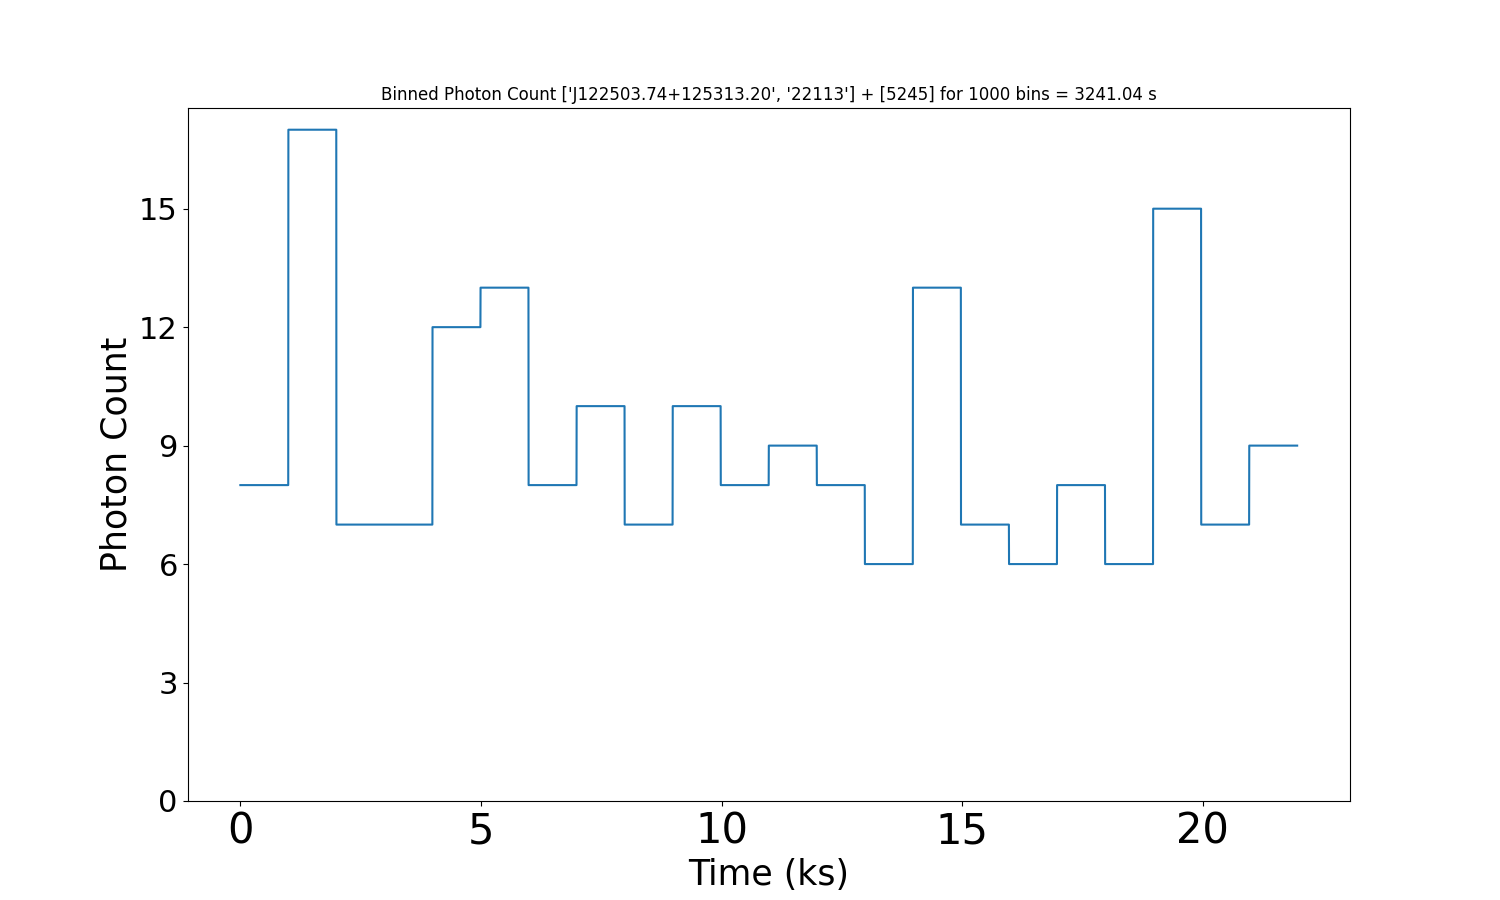 Binned Photon Count ['J122503.74+125313.20', '22113'] + [5245] for 1000 bins = 3241.04 s
Photon Count
15
12
9
6
3
0
0 5 10 15 20
Time (ks)